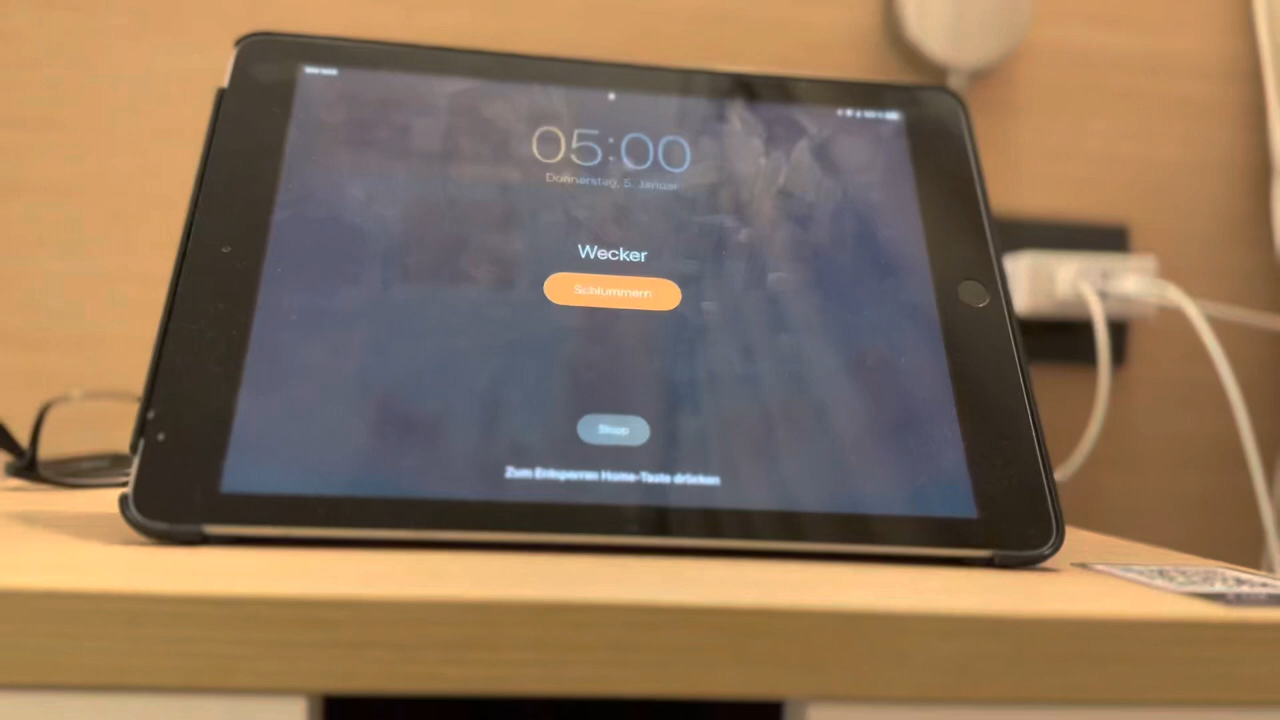 05:00
Donnerstag, 5. Januar
Wecker
Schlummern
Stopp
Zum Entsperren Home-Taste drücken